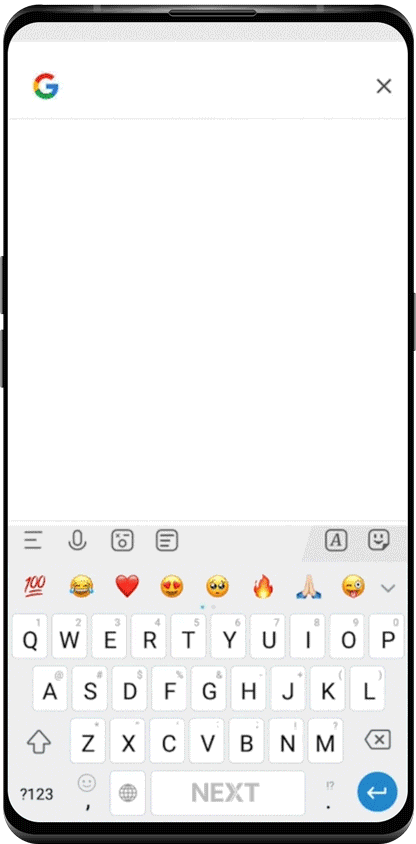 G
💯 😂 ❤️ 😍 🥺 🔥 🙏🏻 😜
1 2 3 4 5 6 7 8 9 0
Q W E R T Y U I O P
@ # $ % & - + ( )
A S D F G H J K L
* " ' : ; ! ?
Z X C V B N M
!?
?123 , NEXT .